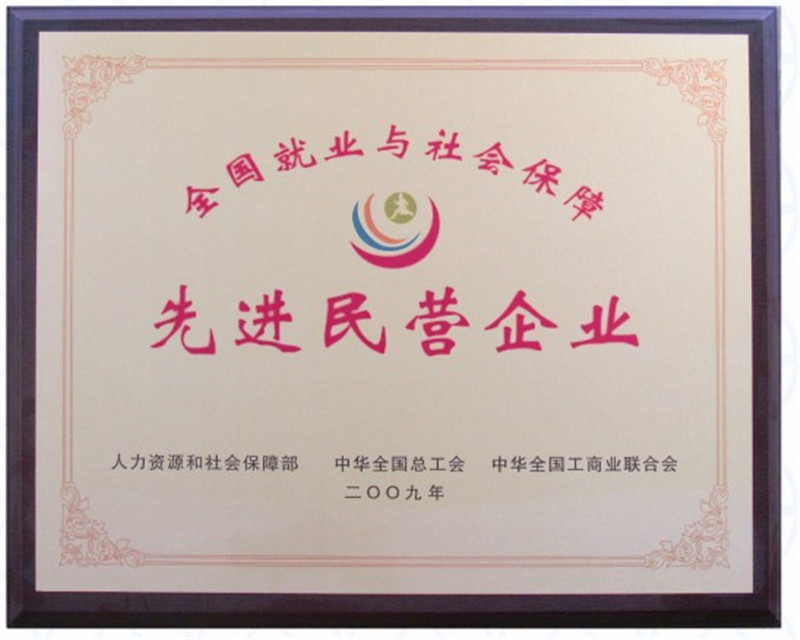 全国就业与社会保障
先进民营企业
人力资源和社会保障部 中华全国总工会 中华全国工商业联合会
二〇〇九年